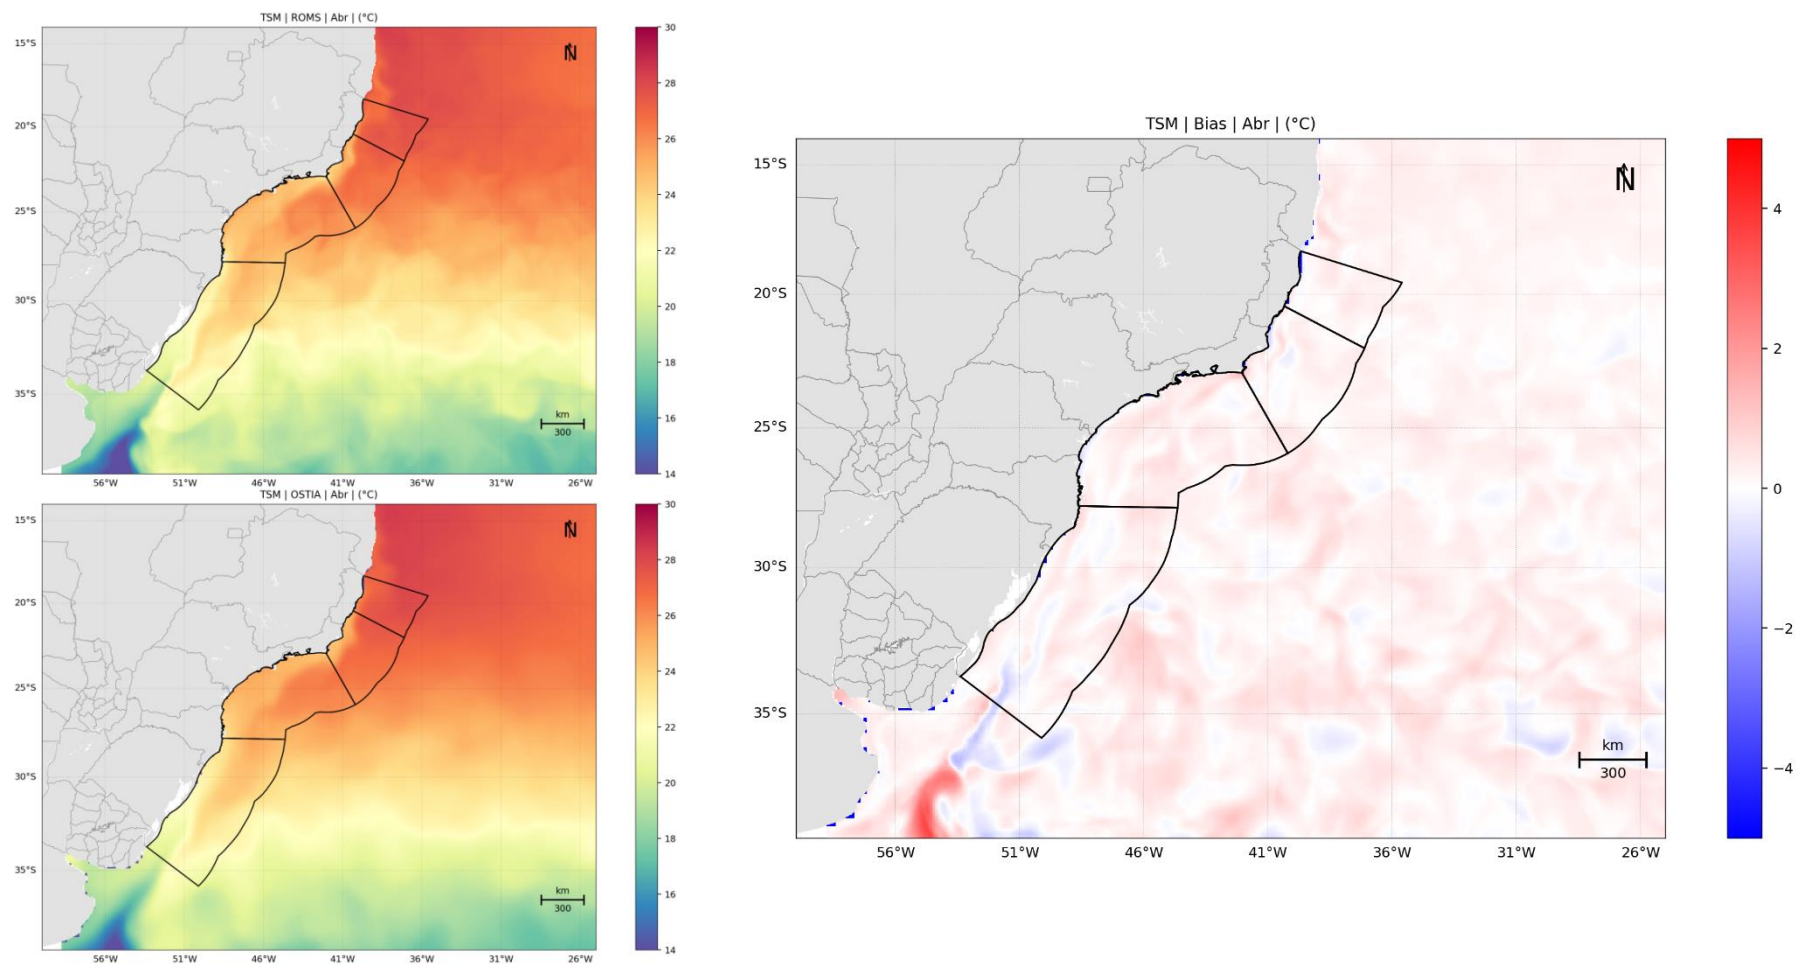 TSM | ROMS | Abr | (°C)
15°S
20°S
25°S
30°S
35°S
N
km
300
56°W 51°W 46°W 41°W 36°W 31°W 26°W
30
28
26
24
22
20
18
16
14
TSM | OSTIA | Abr | (°C)
15°S
20°S
25°S
30°S
35°S
N
km
300
56°W 51°W 46°W 41°W 36°W 31°W 26°W
30
28
26
24
22
20
18
16
14
TSM | Bias | Abr | (°C)
15°S
20°S
25°S
30°S
35°S
N
km
300
56°W 51°W 46°W 41°W 36°W 31°W 26°W
4
2
0
−2
−4